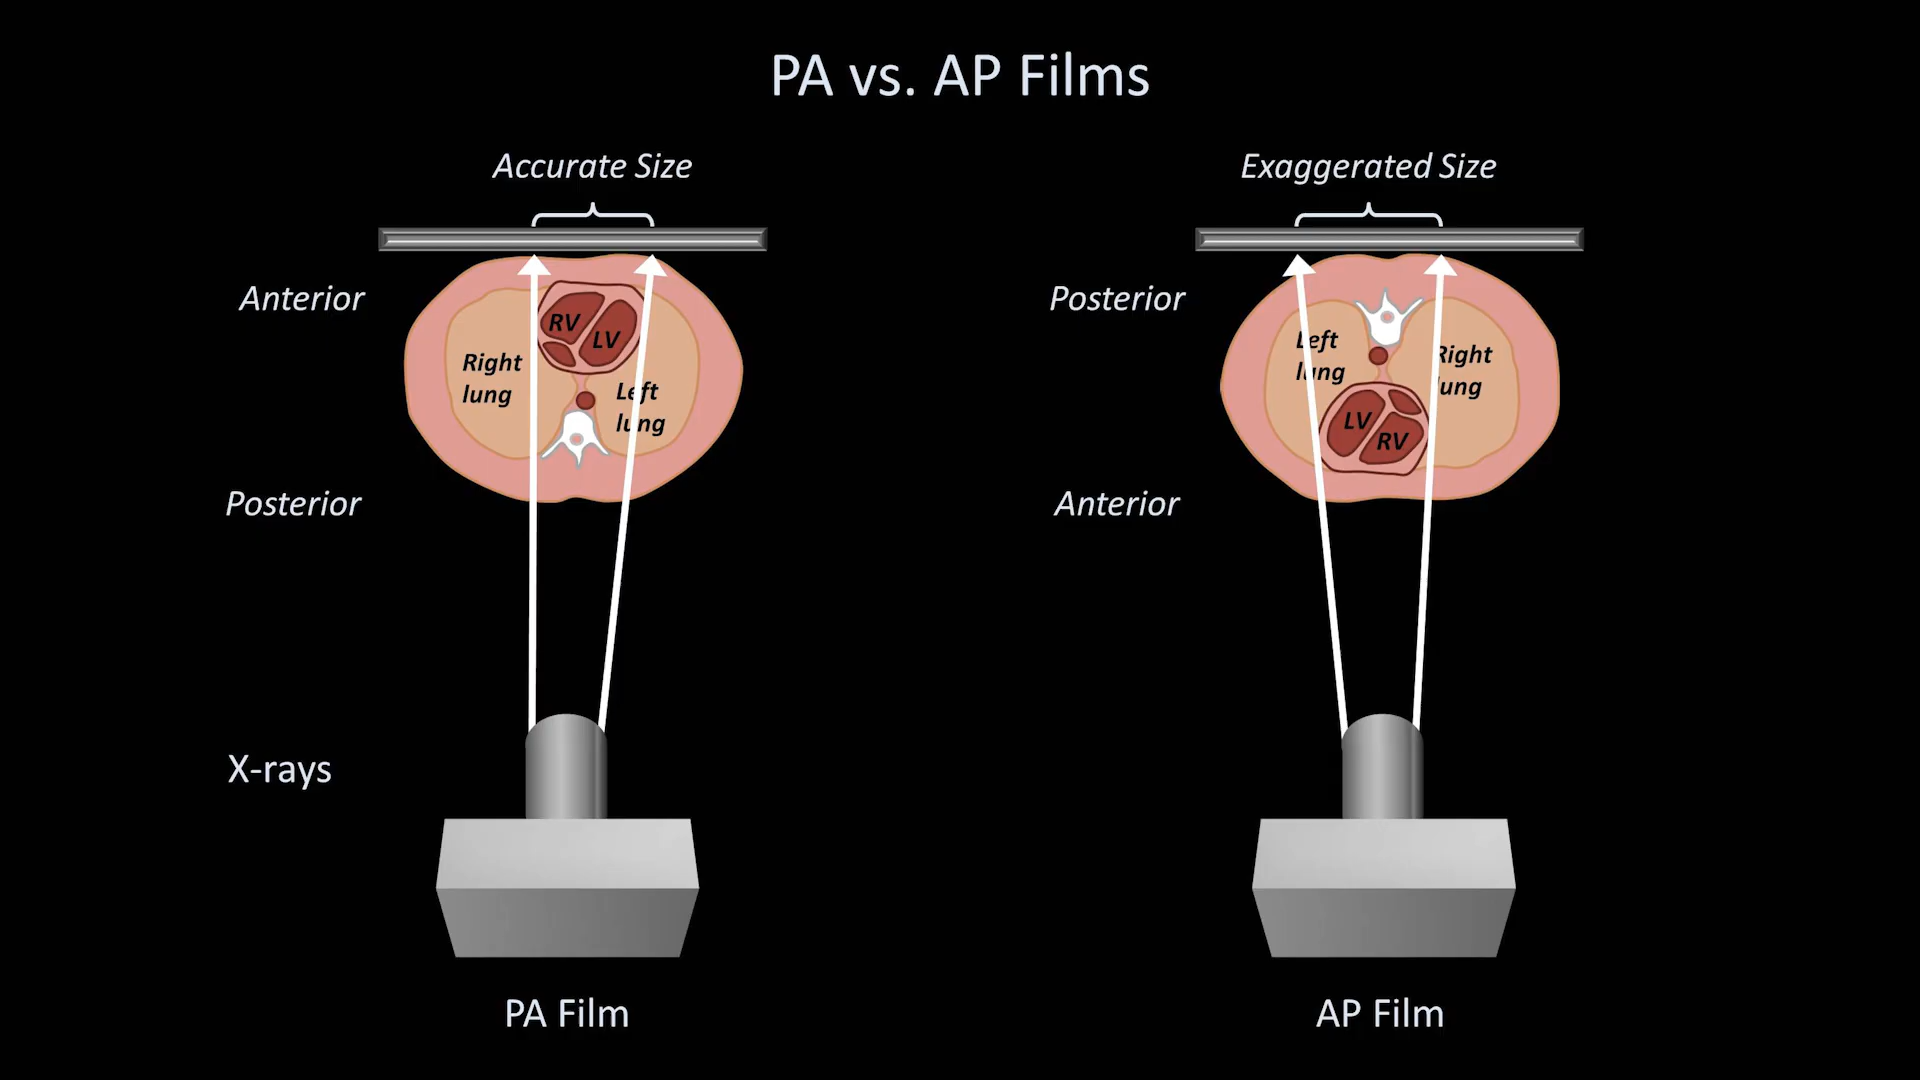 PA vs. AP Films
Accurate Size
Anterior
RV
LV
Right
lung
Left
lung
Posterior
X-rays
PA Film
Exaggerated Size
Posterior
Left
lung
Right
lung
LV
RV
Anterior
AP Film